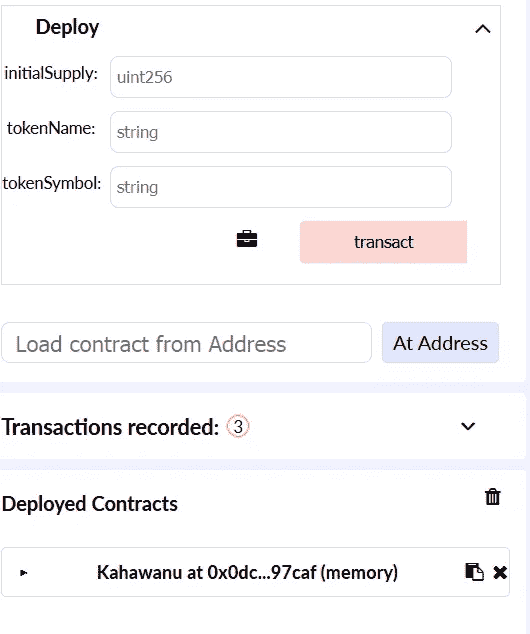 Deploy
initialSupply: uint256
tokenName: string
tokenSymbol: string
transact
Load contract from Address At Address
Transactions recorded: 3
Deployed Contracts
Kahawanu at 0x0dc...97caf (memory)